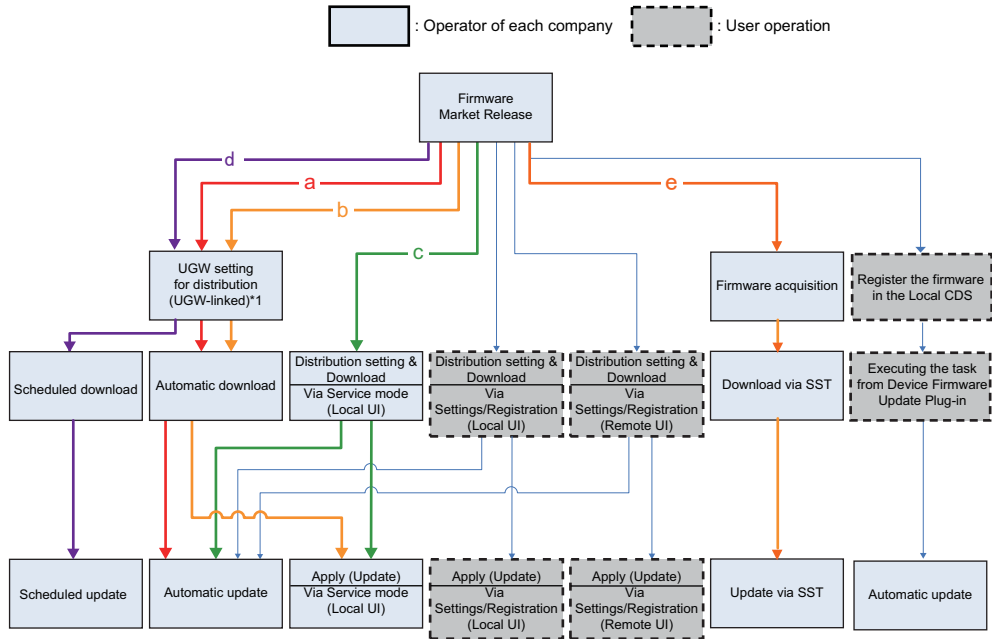 : Operator of each company
: User operation
Firmware
Market Release
d
a
b
c
e
UGW setting
for distribution
(UGW-linked)*1
Firmware acquisition
Register the firmware
in the Local CDS
Scheduled download
Automatic download
Distribution setting &
Download
Via Service mode
(Local UI)
Distribution setting &
Download
Via
Settings/Registration
(Local UI)
Distribution setting &
Download
Via
Settings/Registration
(Remote UI)
Download via SST
Executing the task
from Device Firmware
Update Plug-in
Scheduled update
Automatic update
Apply (Update)
Via Service mode
(Local UI)
Apply (Update)
Via
Settings/Registration
(Local UI)
Apply (Update)
Via
Settings/Registration
(Remote UI)
Update via SST
Automatic update